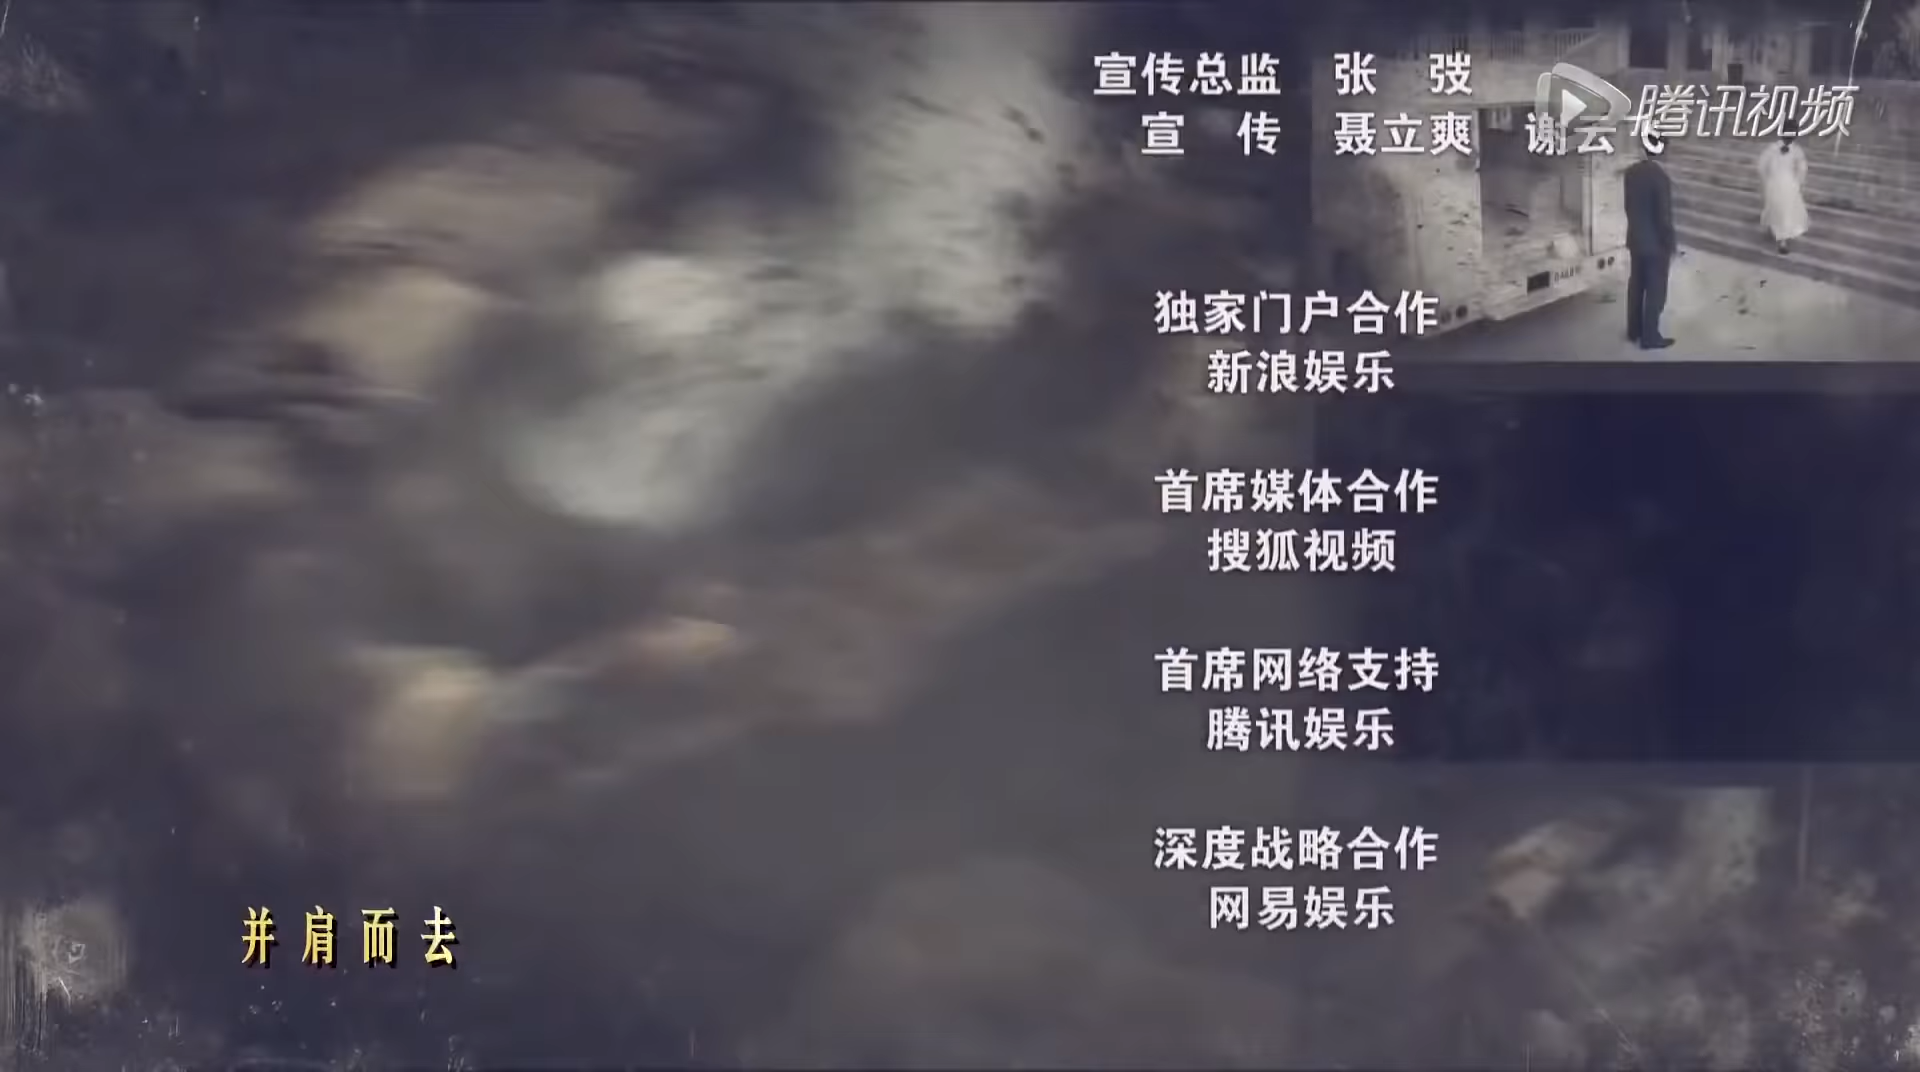 宣传总监 张 弢
宣 传 聂立爽 谢云飞
腾讯视频
独家门户合作
新浪娱乐
首席媒体合作
搜狐视频
首席网络支持
腾讯娱乐
深度战略合作
网易娱乐
并肩而去